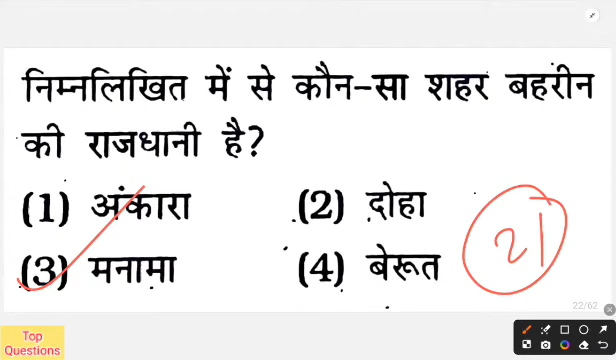 निम्नलिखित में से कौन-सा शहर बहरीन
की राजधानी है?
(1) अंकारा (2) दोहा
(3) मनामा (4) बेरूत
21
22/62
Top
Questions